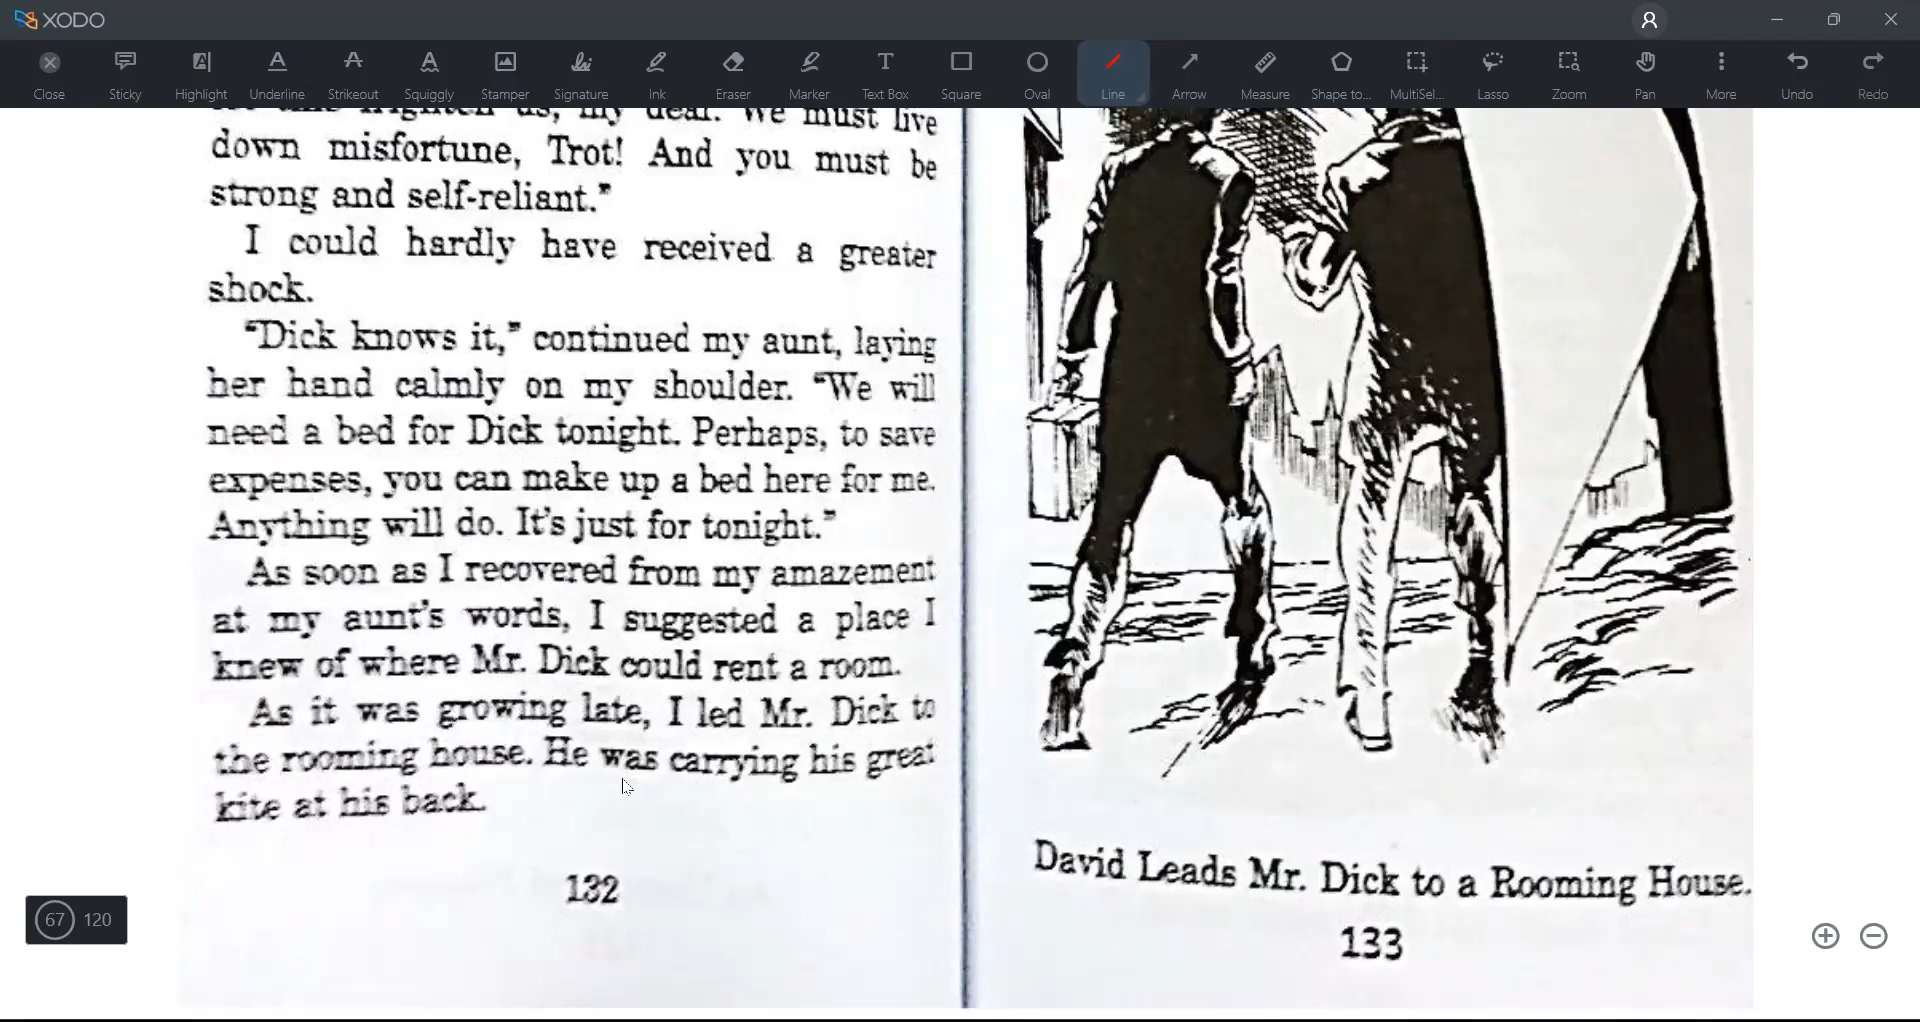 XODO
Close
Sticky
Highlight
Underline
Strikeout
Squiggly
Stamper
Signature
Ink
Eraser
Marker
Text Box
Square
Oval
Line
Arrow
Measure
Shape to...
MultiSel...
Lasso
Zoom
Pan
More
Undo
Redo
frighten us, my dear. We must live
down misfortune, Trot! And you must be
strong and self-reliant."
I could hardly have received a greater
shock.
"Dick knows it," continued my aunt, laying
her hand calmly on my shoulder. "We will
need a bed for Dick tonight. Perhaps, to save
expenses, you can make up a bed here for me.
Anything will do. It's just for tonight."
As soon as I recovered from my amazement
at my aunt's words, I suggested a place I
knew of where Mr. Dick could rent a room.
As it was growing late, I led Mr. Dick to
the rooming house. He was carrying his great
kite at his back.
132
David Leads Mr. Dick to a Rooming House.
133
67 120